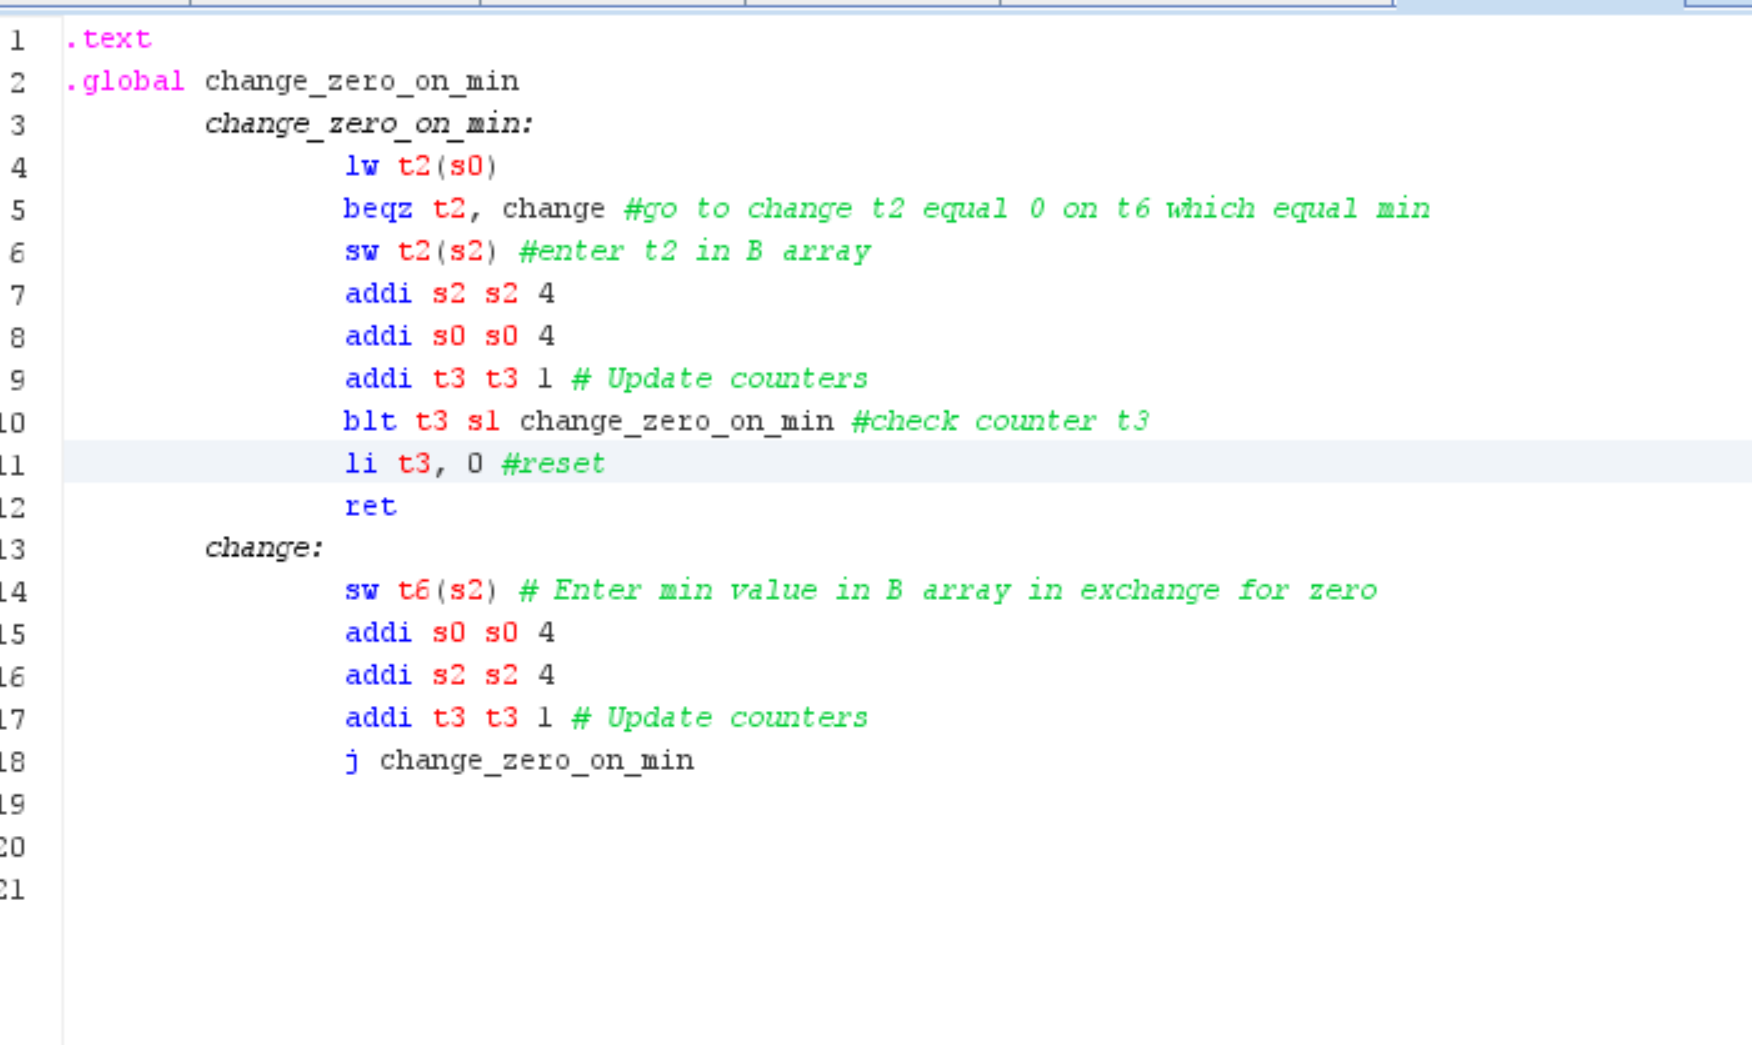 1 .text
2 .global change_zero_on_min
3 change_zero_on_min:
4 lw t2(s0)
5 beqz t2, change #go to change t2 equal 0 on t6 which equal min
6 sw t2(s2) #enter t2 in B array
7 addi s2 s2 4
8 addi s0 s0 4
9 addi t3 t3 1 # Update counters
10 blt t3 s1 change_zero_on_min #check counter t3
11 li t3, 0 #reset
12 ret
13 change:
14 sw t6(s2) # Enter min value in B array in exchange for zero
15 addi s0 s0 4
16 addi s2 s2 4
17 addi t3 t3 1 # Update counters
18 j change_zero_on_min
19
20
21